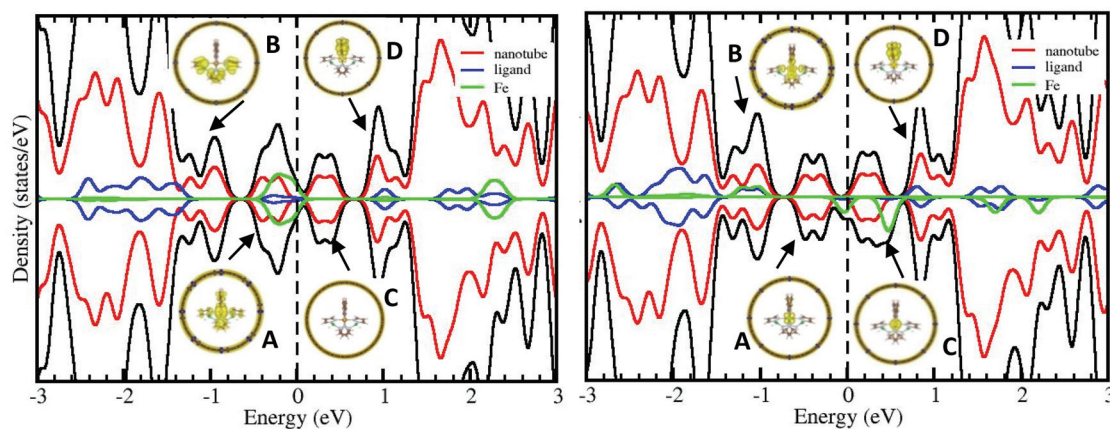 Density (states/eV)
B
D
nanotube
ligand
Fe
A
C
-3 -2 -1 0 1 2 3
Energy (eV)
B
D
nanotube
ligand
Fe
A
C
-3 -2 -1 0 1 2 3
Energy (eV)